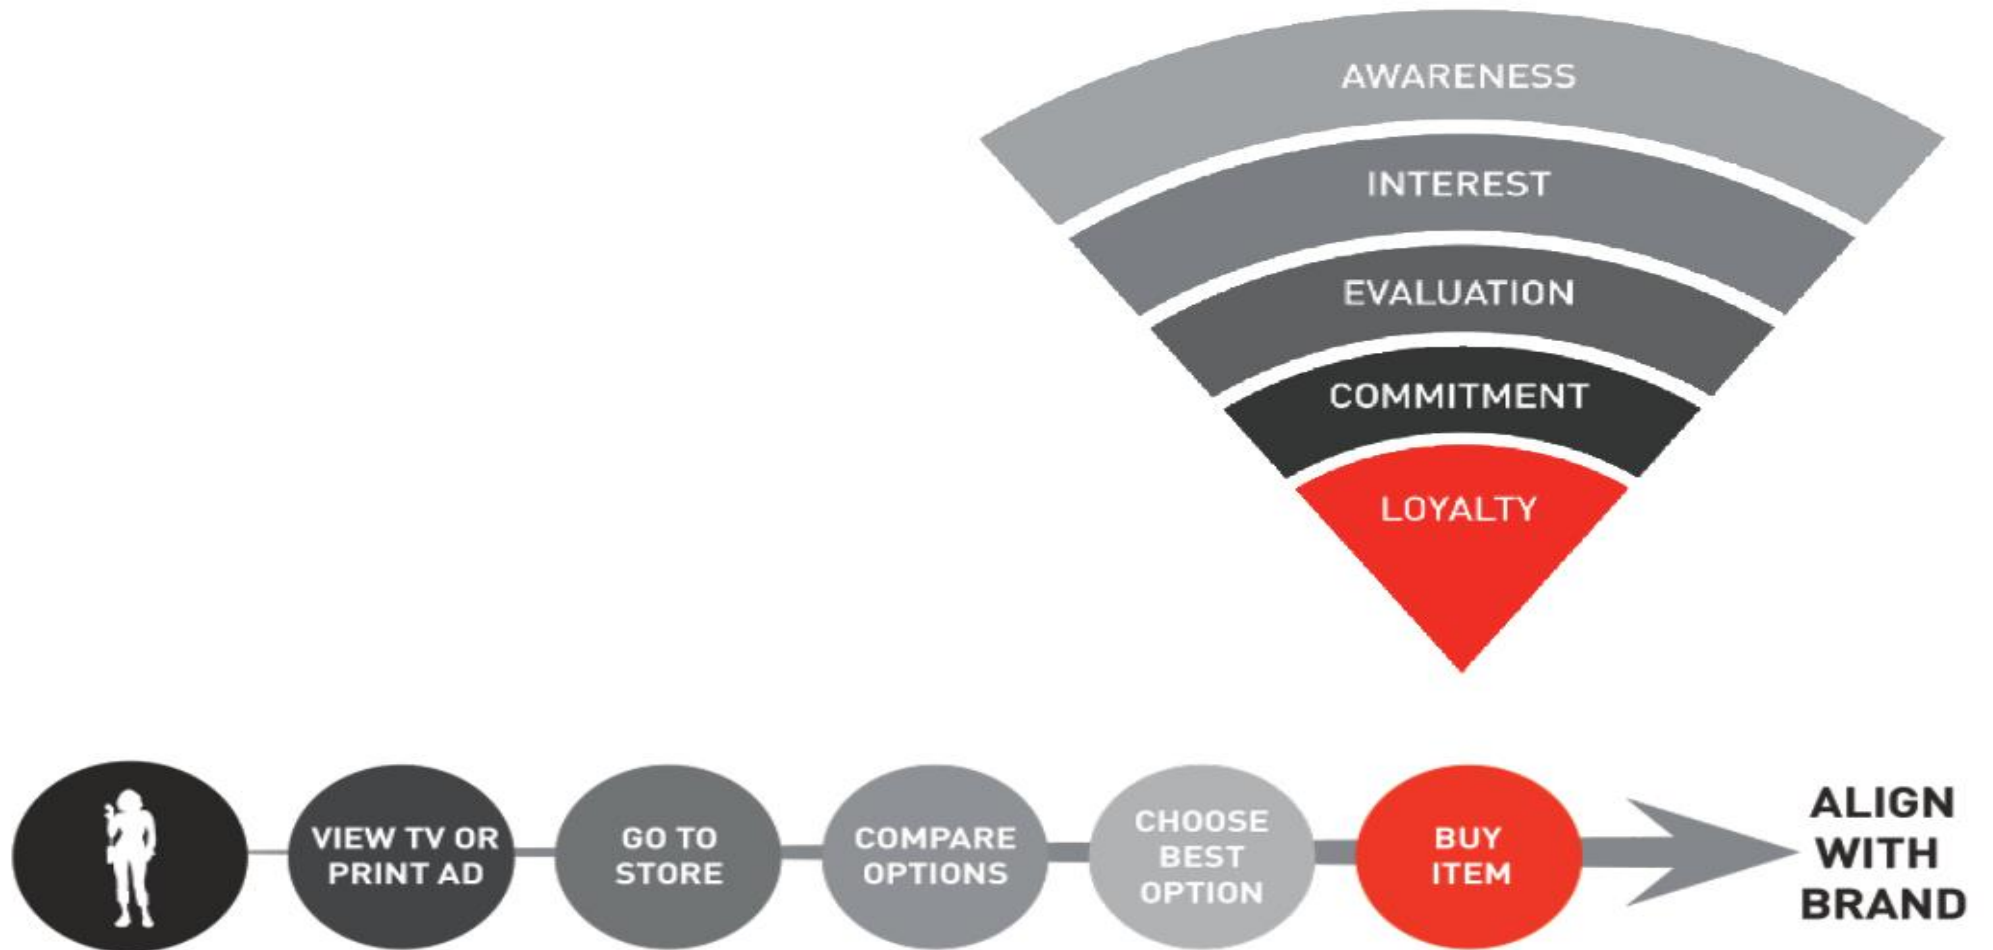 AWARENESS
INTEREST
EVALUATION
COMMITMENT
LOYALTY
VIEW TV OR
PRINT AD
GO TO
STORE
COMPARE
OPTIONS
CHOOSE
BEST
OPTION
BUY
ITEM
ALIGN
WITH
BRAND